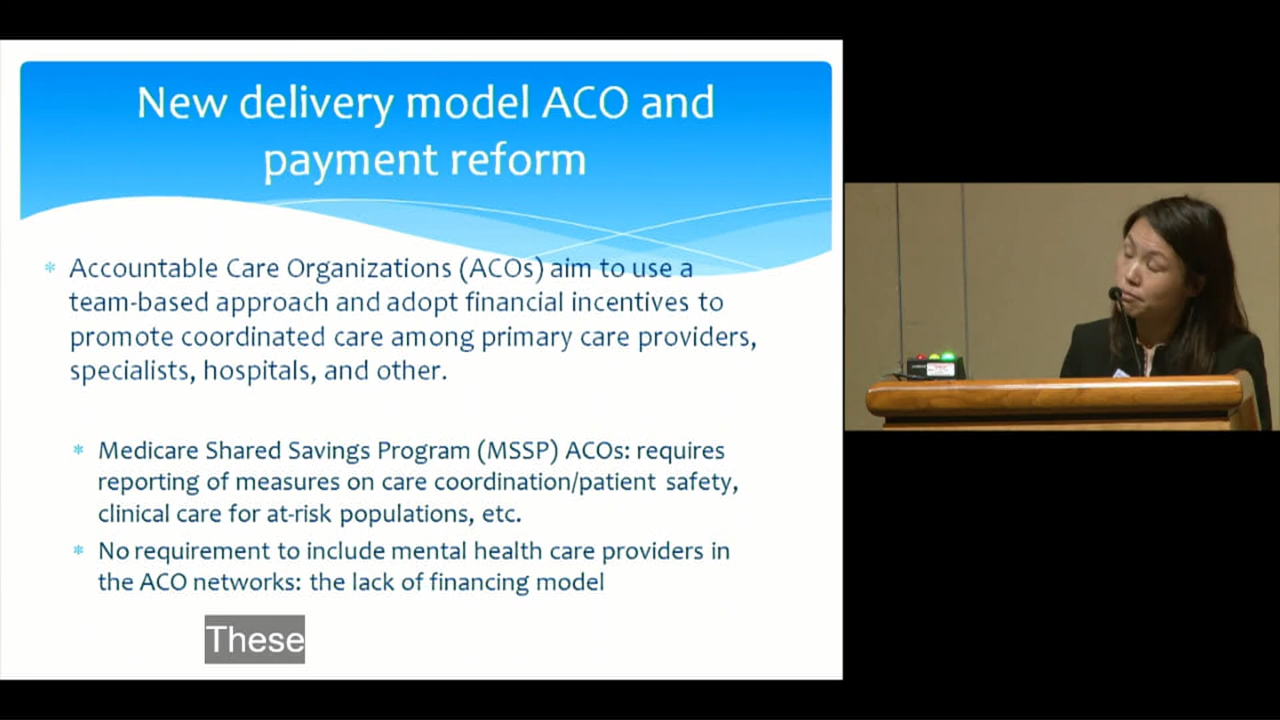 New delivery model ACO and
payment reform
* Accountable Care Organizations (ACOs) aim to use a
team-based approach and adopt financial incentives to
promote coordinated care among primary care providers,
specialists, hospitals, and other.
* Medicare Shared Savings Program (MSSP) ACOs: requires
reporting of measures on care coordination/patient safety,
clinical care for at-risk populations, etc.
* No requirement to include mental health care providers in
the ACO networks: the lack of financing model
These